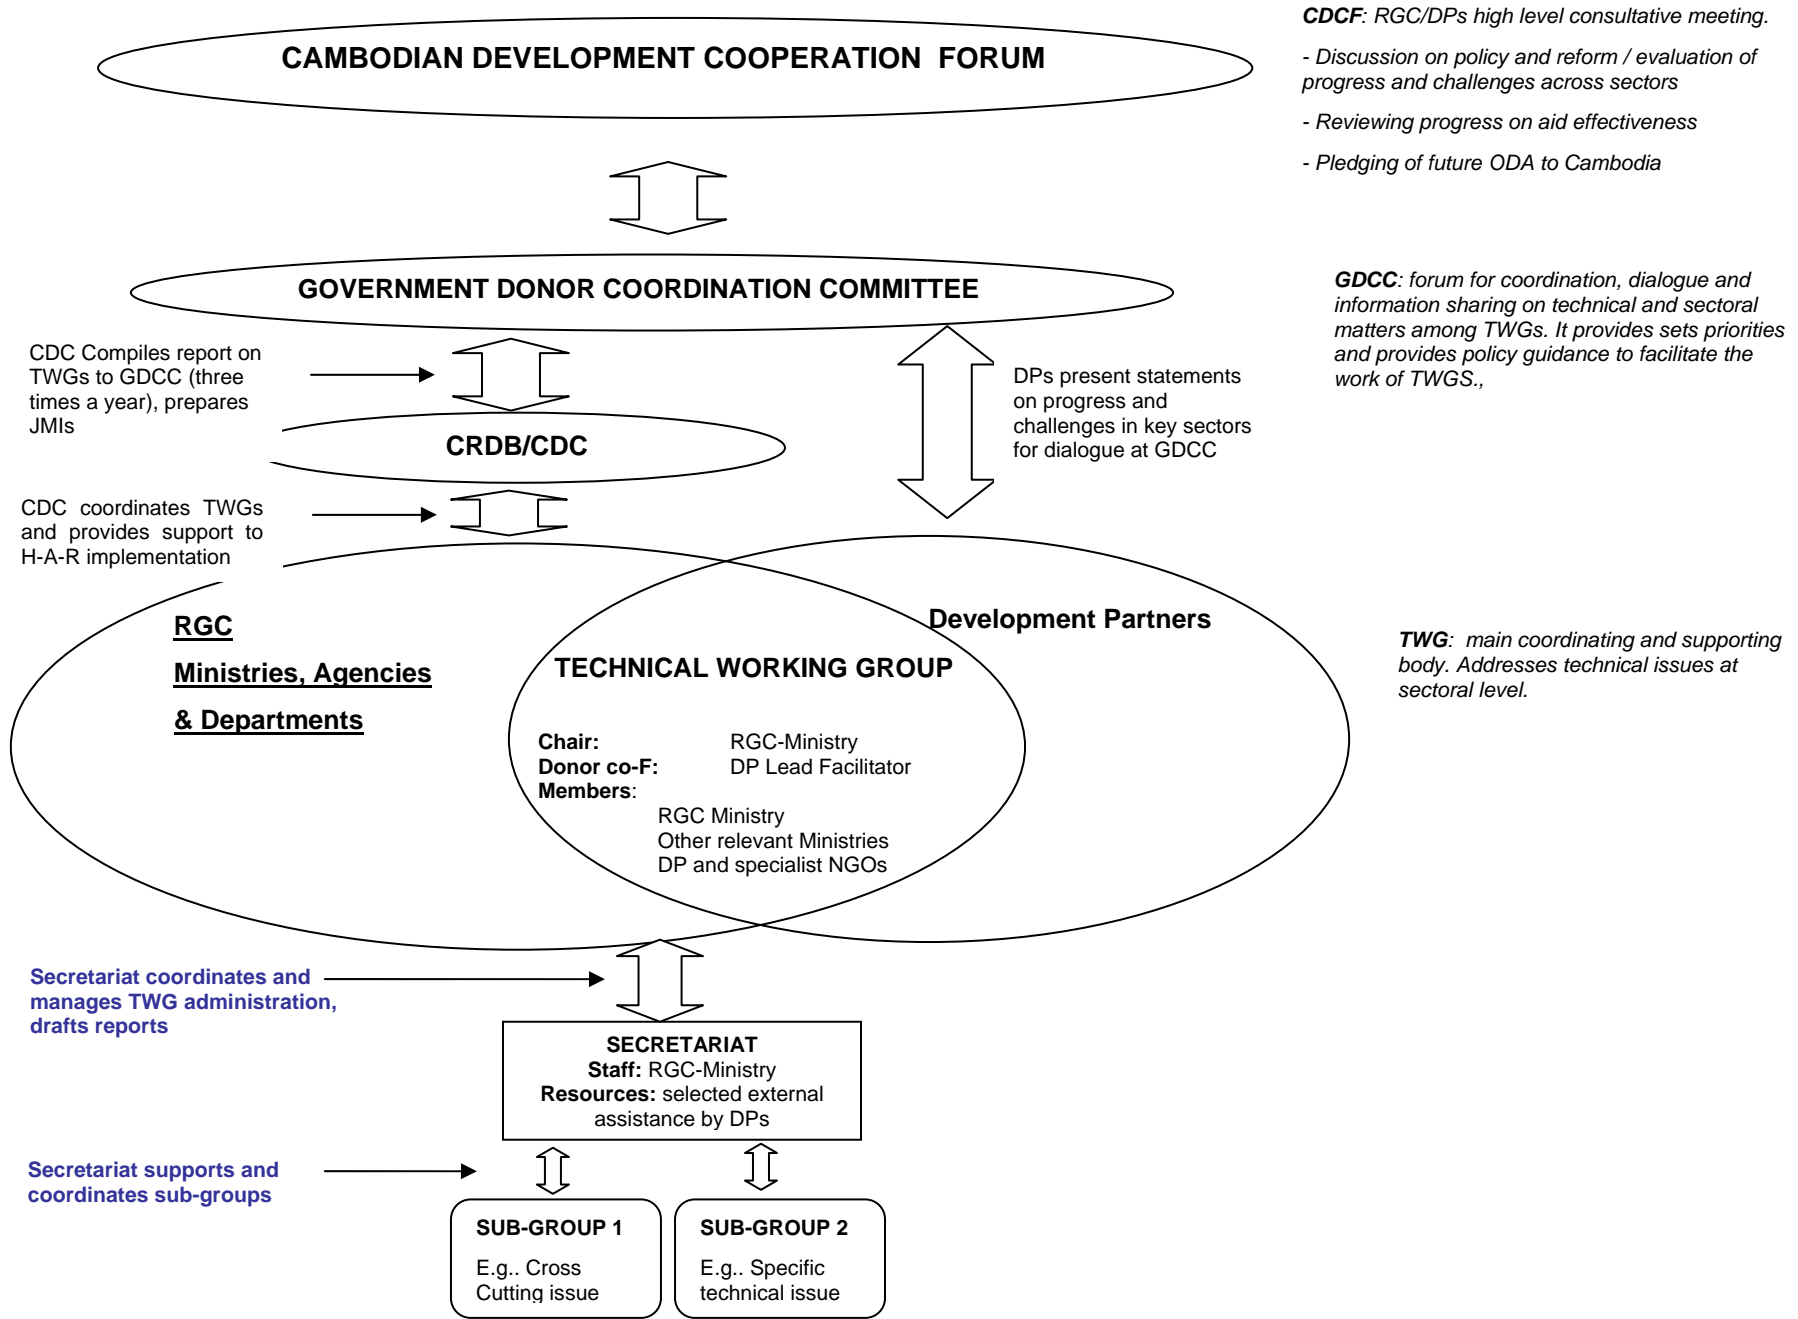 CAMBODIAN DEVELOPMENT COOPERATION FORUM
CDCF: RGC/DPs high level consultative meeting.
- Discussion on policy and reform / evaluation of
progress and challenges across sectors
- Reviewing progress on aid effectiveness
- Pledging of future ODA to Cambodia
GOVERNMENT DONOR COORDINATION COMMITTEE
GDCC: forum for coordination, dialogue and
information sharing on technical and sectoral
matters among TWGs. It provides sets priorities
and provides policy guidance to facilitate the
work of TWGS.,
CDC Compiles report on
TWGs to GDCC (three
times a year), prepares
JMIs
DPs present statements
on progress and
challenges in key sectors
for dialogue at GDCC
CRDB/CDC
CDC coordinates TWGs
and provides support to
H-A-R implementation
RGC
Ministries, Agencies
& Departments
Development Partners
TECHNICAL WORKING GROUP
Chair: RGC-Ministry
Donor co-F: DP Lead Facilitator
Members:
RGC Ministry
Other relevant Ministries
DP and specialist NGOs
TWG: main coordinating and supporting
body. Addresses technical issues at
sectoral level.
Secretariat coordinates and
manages TWG administration,
drafts reports
SECRETARIAT
Staff: RGC-Ministry
Resources: selected external
assistance by DPs
Secretariat supports and
coordinates sub-groups
SUB-GROUP 1
E.g.. Cross
Cutting issue
SUB-GROUP 2
E.g.. Specific
technical issue